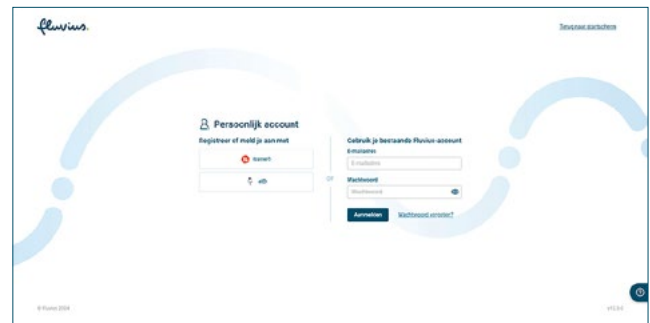 fluvius.
Terug naar startscherm
Persoonlijk account
Registreer of meld je aan met
Gebruik je bestaande Fluvius-account
E-mailadres
E-mailadres
itsme®
eID
OF
Wachtwoord
Wachtwoord
Aanmelden
Wachtwoord vergeten?
© Fluvius 2024